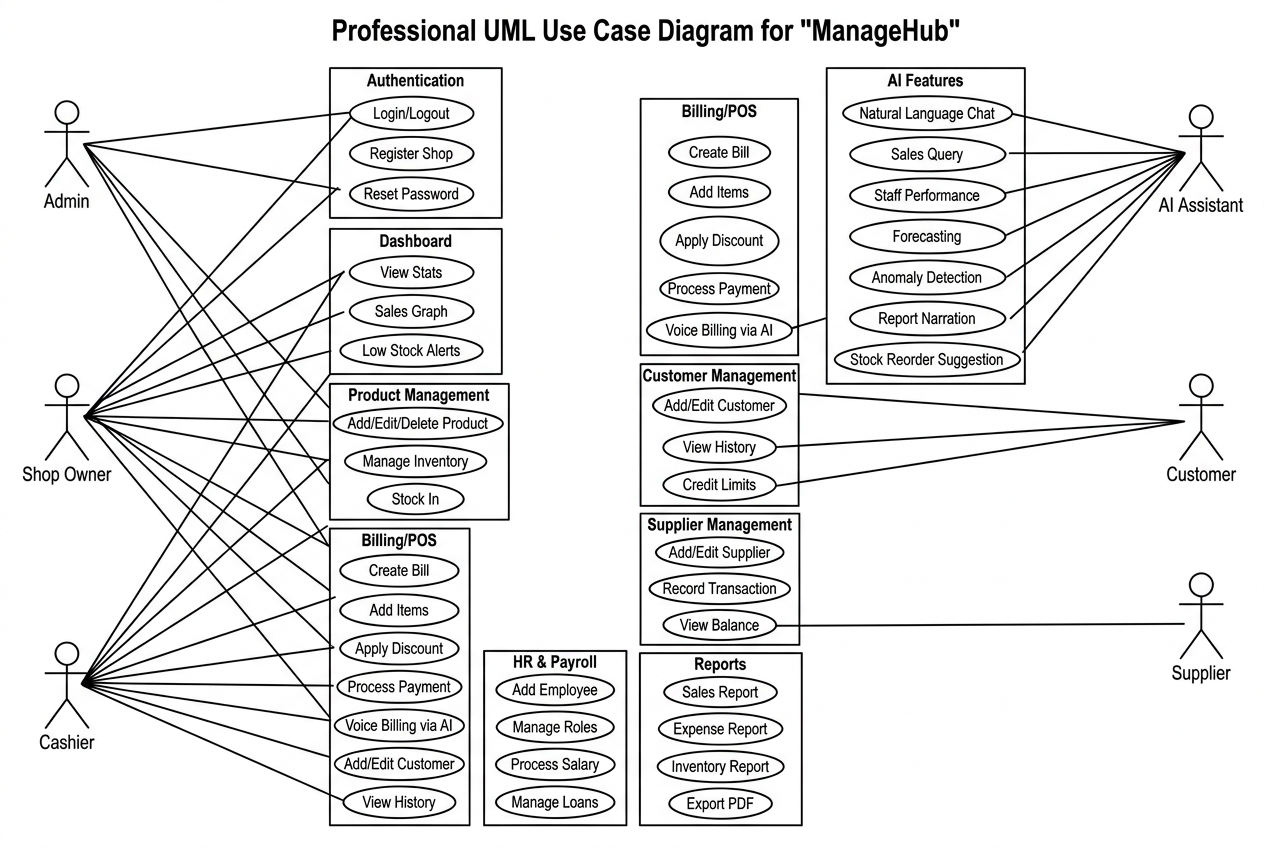 Professional UML Use Case Diagram for "ManageHub"
Admin
Shop Owner
Cashier
Authentication
Login/Logout
Register Shop
Reset Password
Dashboard
View Stats
Sales Graph
Low Stock Alerts
Product Management
Add/Edit/Delete Product
Manage Inventory
Stock In
Billing/POS
Create Bill
Add Items
Apply Discount
Process Payment
Voice Billing via AI
Add/Edit Customer
View History
HR & Payroll
Add Employee
Manage Roles
Process Salary
Manage Loans
Billing/POS
Create Bill
Add Items
Apply Discount
Process Payment
Voice Billing via AI
Customer Management
Add/Edit Customer
View History
Credit Limits
Supplier Management
Add/Edit Supplier
Record Transaction
View Balance
Reports
Sales Report
Expense Report
Inventory Report
Export PDF
AI Features
Natural Language Chat
Sales Query
Staff Performance
Forecasting
Anomaly Detection
Report Narration
Stock Reorder Suggestion
AI Assistant
Customer
Supplier